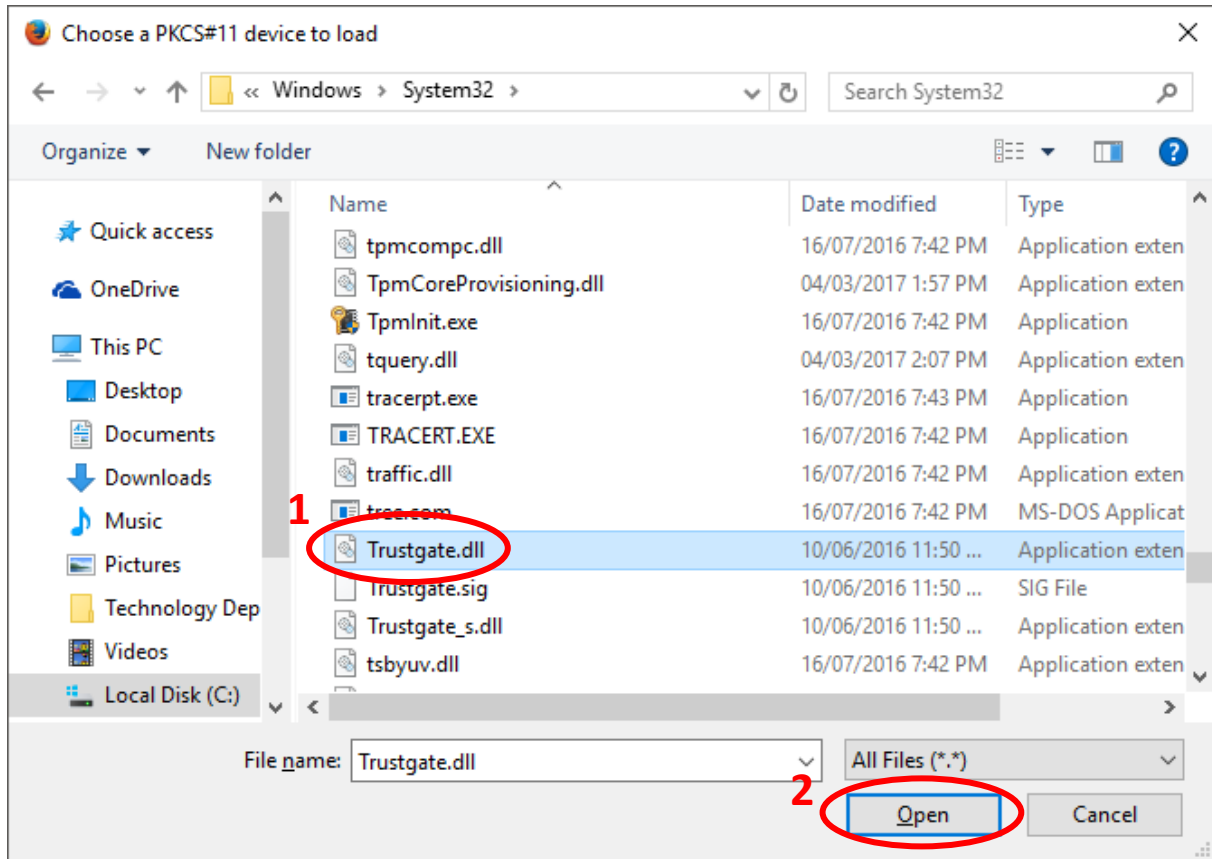 Choose a PKCS#11 device to load
« Windows › System32 ›
Search System32
Organize
New folder
?
Name Date modified Type
Quick access
OneDrive
This PC
Desktop
Documents
Downloads
Music
Pictures
Technology Dep
Videos
Local Disk (C:)
tpmcompc.dll 16/07/2016 7:42 PM Application exten
TpmCoreProvisioning.dll 04/03/2017 1:57 PM Application exten
TpmInit.exe 16/07/2016 7:42 PM Application
tquery.dll 04/03/2017 2:07 PM Application exten
tracerpt.exe 16/07/2016 7:43 PM Application
TRACERT.EXE 16/07/2016 7:42 PM Application
traffic.dll 16/07/2016 7:42 PM Application exten
1
tree.com 16/07/2016 7:42 PM MS-DOS Applicat
Trustgate.dll 10/06/2016 11:50 ... Application exten
Trustgate.sig 10/06/2016 11:50 ... SIG File
Trustgate_s.dll 10/06/2016 11:50 ... Application exten
tsbyuv.dll 16/07/2016 7:42 PM Application exten
File name: Trustgate.dll All Files (*.*)
2
Open Cancel